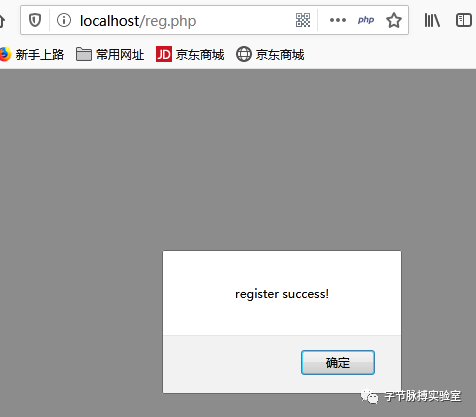 localhost/reg.php
php
新手上路 常用网址 JD 京东商城 京东商城
register success!
确定
字节脉搏实验室